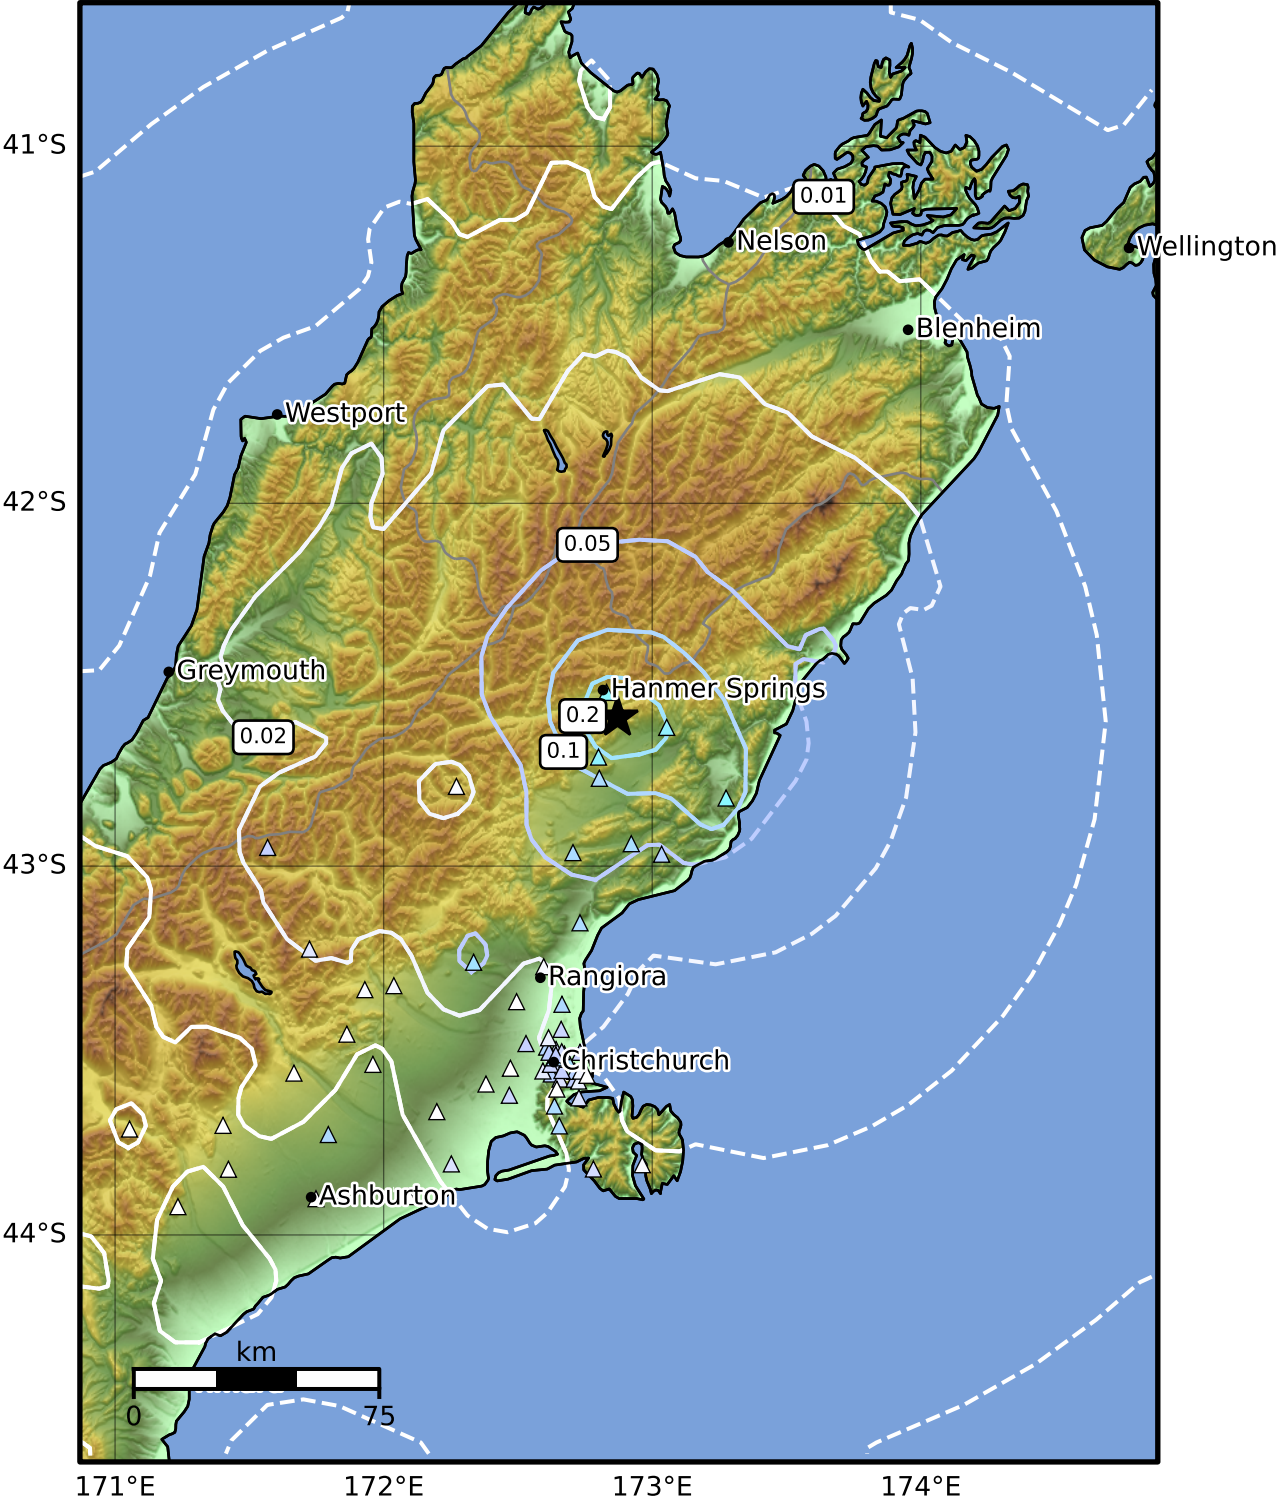 41°S
0.01
Nelson
Wellington
Blenheim
Westport
42°S
0.05
Greymouth
Hanmer Springs
0.2
0.02
0.1
43°S
Rangiora
Christchurch
Ashburton
44°S
km
0 75
171°E 172°E 173°E 174°E